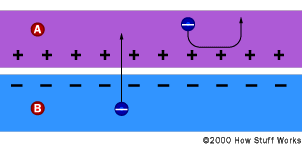 A
+ + + + + + + + + +
− − − − − − − − − −
B
©2000 How Stuff Works